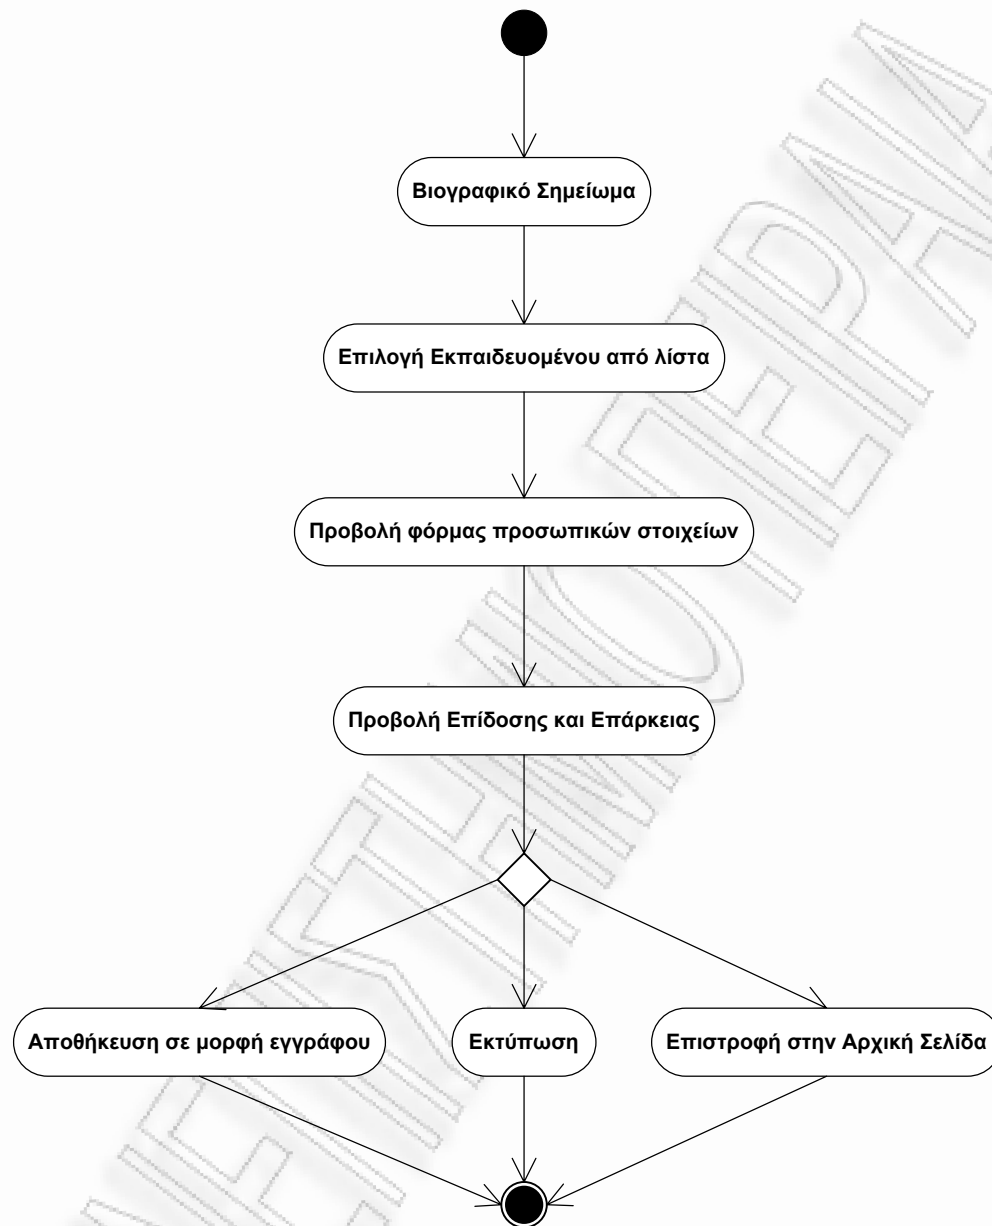 Βιογραφικό Σημείωμα
Επιλογή Εκπαιδευομένου από λίστα
Προβολή φόρμας προσωπικών στοιχείων
Προβολή Επίδοσης και Επάρκειας
Αποθήκευση σε μορφή εγγράφου
Εκτύπωση
Επιστροφή στην Αρχική Σελίδα